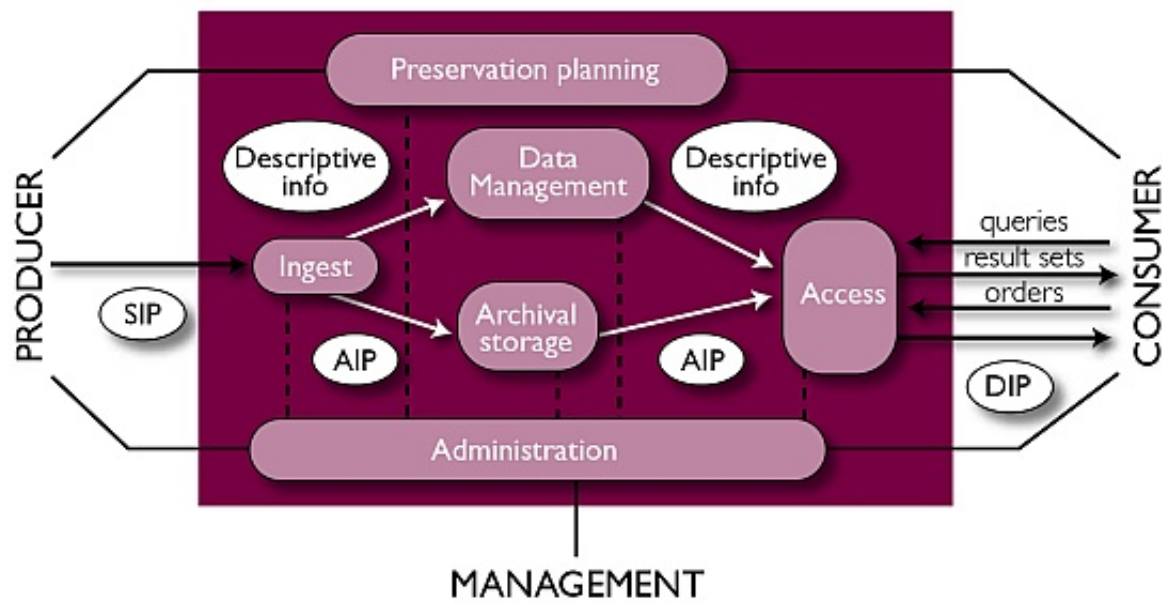 Preservation planning
Descriptive
info
Data
Management
Descriptive
info
PRODUCER
Ingest
SIP
AIP
Archival
storage
AIP
Access
queries
result sets
orders
DIP
CONSUMER
Administration
MANAGEMENT